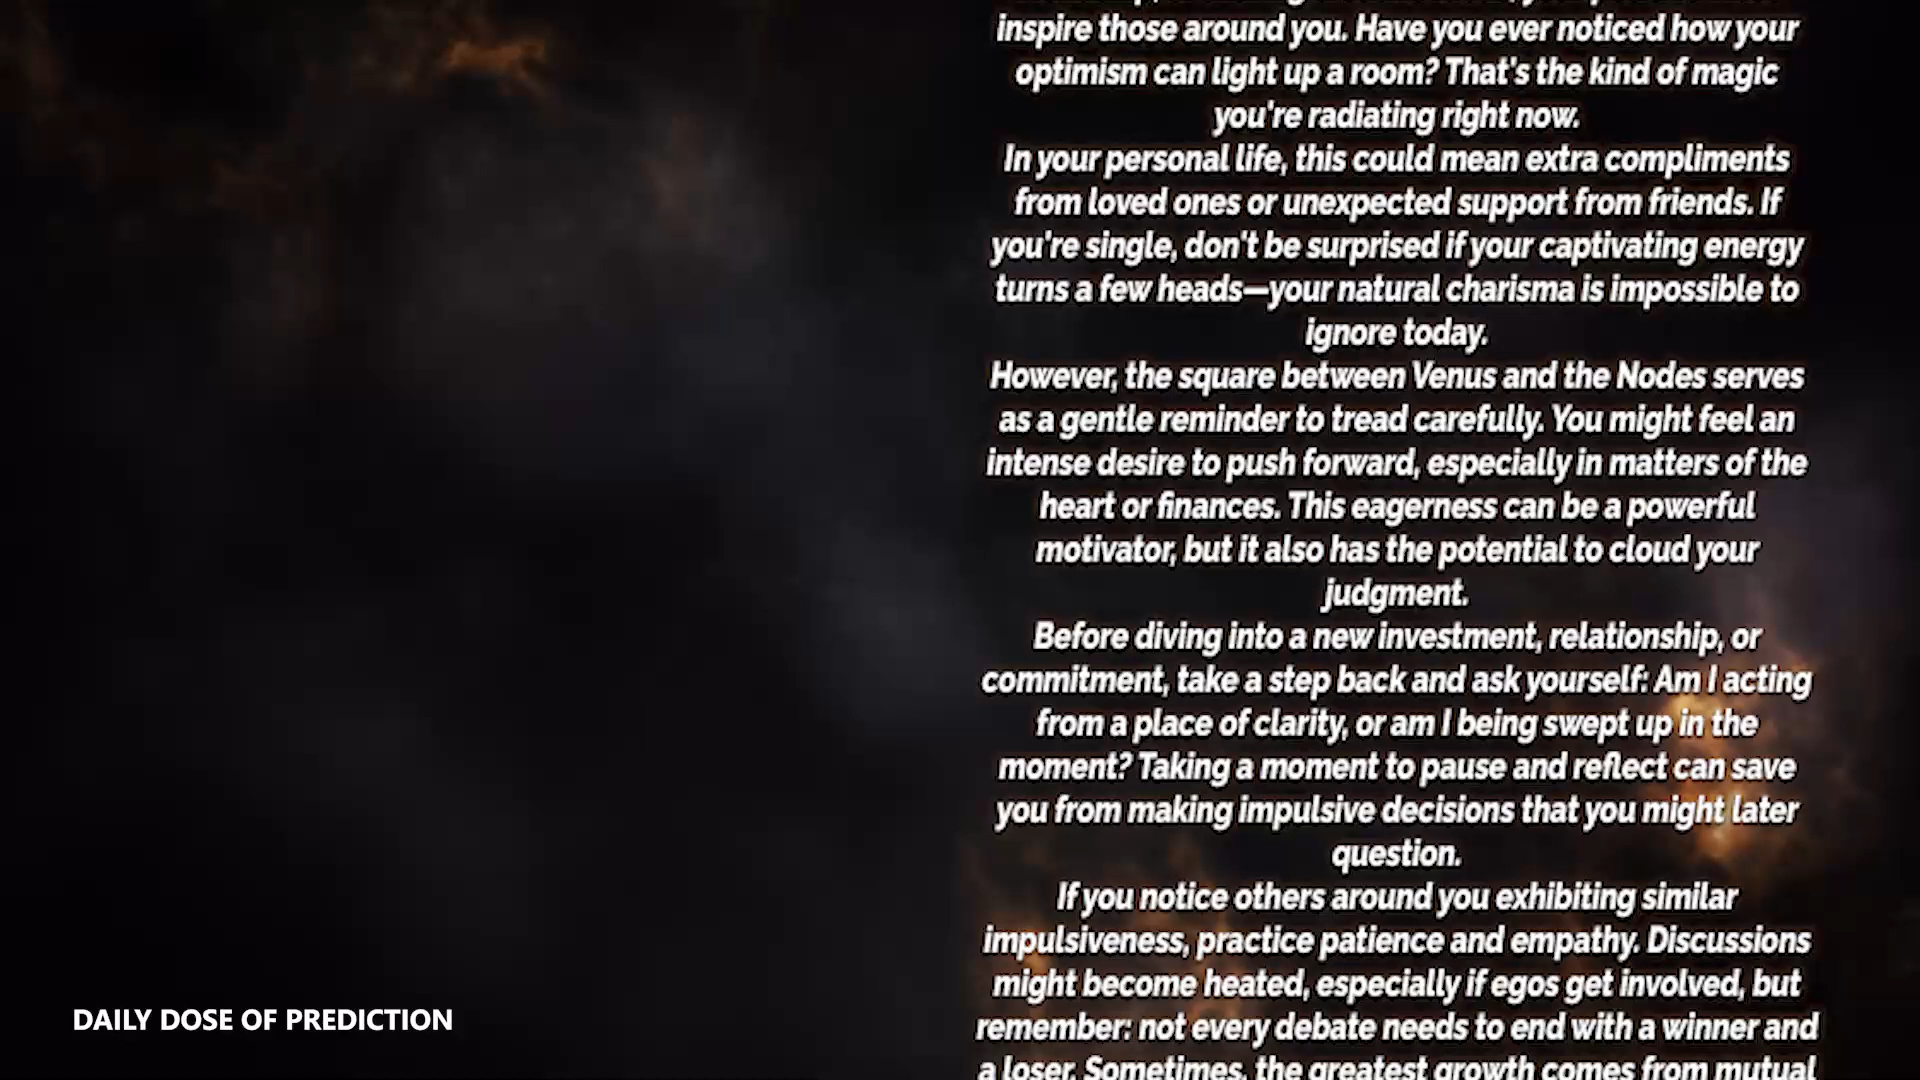 inspire those around you. Have you ever noticed how your
optimism can light up a room? That's the kind of magic
you're radiating right now.
In your personal life, this could mean extra compliments
from loved ones or unexpected support from friends. If
you're single, don't be surprised if your captivating energy
turns a few heads—your natural charisma is impossible to
ignore today.
However, the square between Venus and the Nodes serves
as a gentle reminder to tread carefully. You might feel an
intense desire to push forward, especially in matters of the
heart or finances. This eagerness can be a powerful
motivator, but it also has the potential to cloud your
judgment.
Before diving into a new investment, relationship, or
commitment, take a step back and ask yourself: Am I acting
from a place of clarity, or am I being swept up in the
moment? Taking a moment to pause and reflect can save
you from making impulsive decisions that you might later
question.
If you notice others around you exhibiting similar
impulsiveness, practice patience and empathy. Discussions
might become heated, especially if egos get involved, but
remember: not every debate needs to end with a winner and
a loser. Sometimes, the greatest growth comes from mutual
DAILY DOSE OF PREDICTION